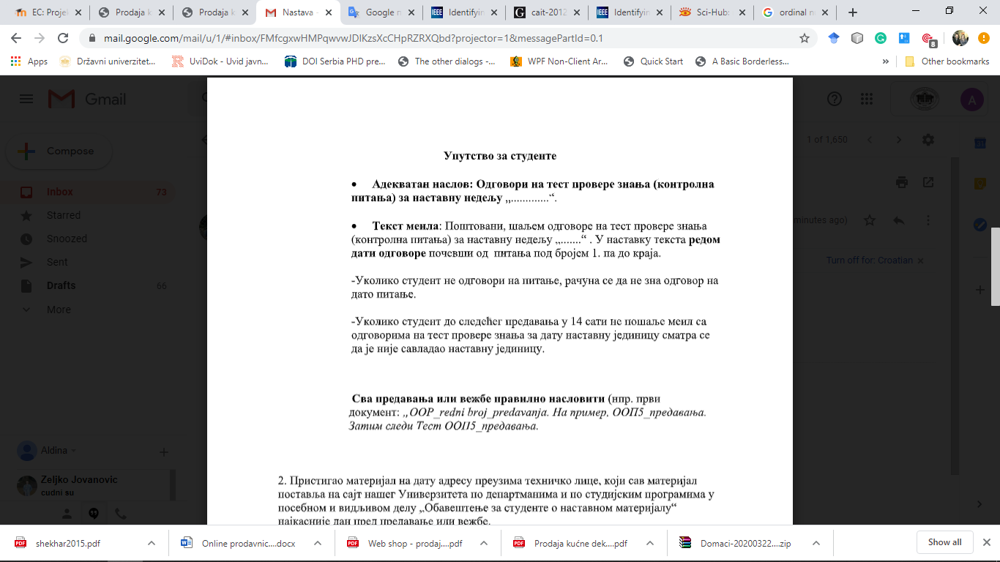 EC: Projek
Prodaja k
Prodaja k
Nastava -
Google n
Identifyin
cait-2012
Identifyin
Sci-Hub:
ordinal n
mail.google.com/mail/u/1/#inbox/FMfcgxwHMPqwvwJDlKzsXcCHpRZRXQbd?projector=1&messagePartId=0.1
8
Apps
Državni univerzitet...
UviDok - Uvid javn...
DOI Serbia PHD pre...
The other dialogs -...
WPF Non-Client Ar...
Quick Start
A Basic Borderless...
»
Other bookmarks
Gmail
A
Compose
1 of 1,650
Inbox 73
Starred
Snoozed
Sent
Drafts 66
More
minutes ago)
Turn off for: Croatian
Упутство за студенте
• Адекватан наслов: Одговори на тест провере знања (контролна
питања) за наставну недељу „.............“.
• Текст меила: Поштовани, шаљем одговоре на тест провере знања
(контролна питања) за наставну недељу „.......“ . У наставку текста редом
дати одговоре почевши од питања под бројем 1. па до краја.
-Уколико студент не одговори на питање, рачуна се да не зна одговор на
дато питање.
-Уколико студент до следећег предавања у 14 сати не пошаље меил са
одговорима на тест провере знања за дату наставну јединицу сматра се
да је није савладао наставну јединицу.
Сва предавања или вежбе правилно насловити (нпр. први
документ: „OOP_redni broj_predavanja. На пример, ООП5_предавања.
Затим следи Тест ООП5_предавања.
2. Пристигао материјал на дату адресу преузима техничко лице, који сав материјал
поставља на сајт нашег Универзитета по департманима и по студијским програмима у
посебном и видљивом делу „Обавештење за студенте о наставном материјалу“
најкасније дан пред предавање или вежбе.
Aldina
Zeljko Jovanovic
cudni su
shekhar2015.pdf
Online prodavnic....docx
Web shop - prodaj....pdf
Prodaja kućne dek....pdf
Domaci-20200322....zip
Show all